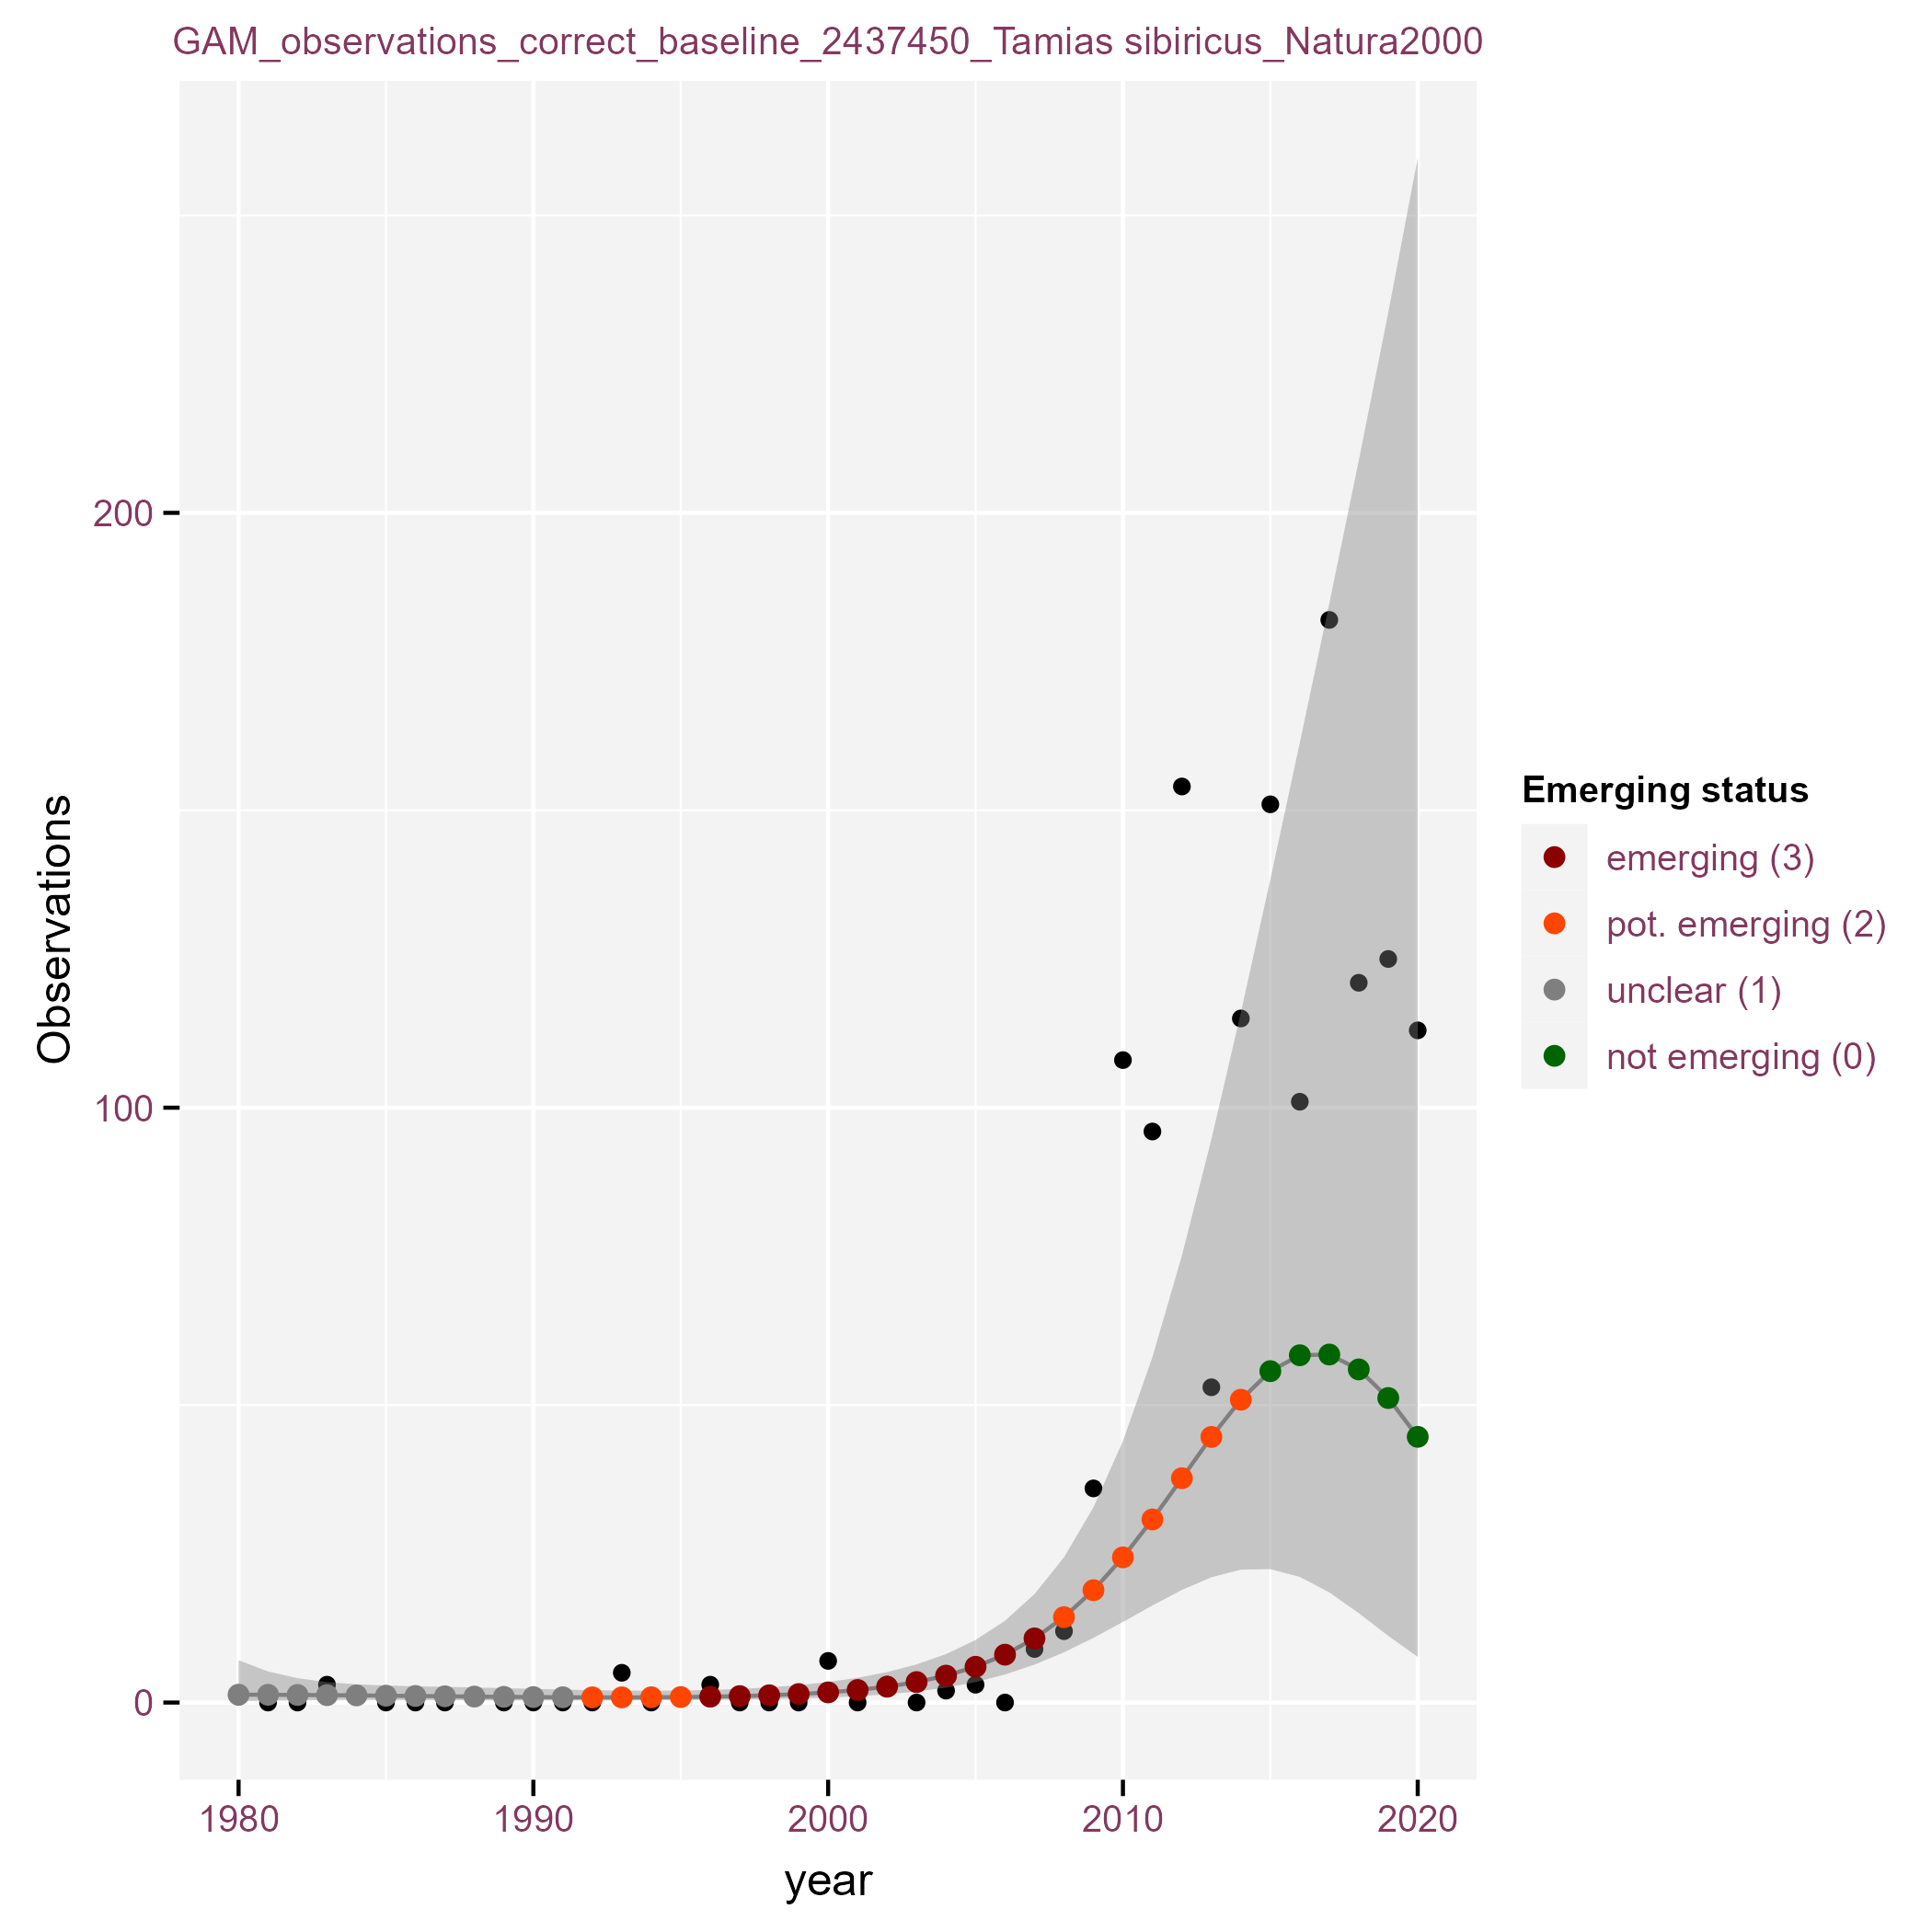 GAM_observations_correct_baseline_2437450_Tamias sibiricus_Natura2000
Observations
200
100
0
1980
1990
2000
2010
2020
year
Emerging status
emerging (3)
pot. emerging (2)
unclear (1)
not emerging (0)